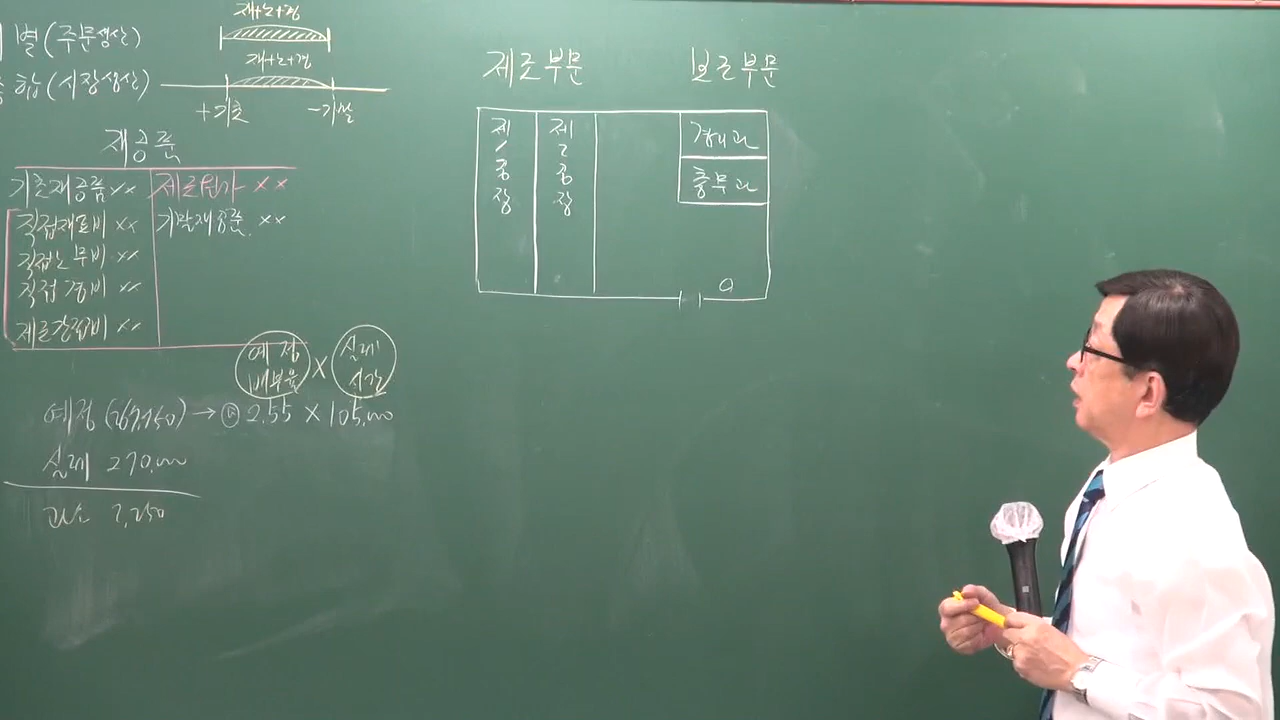 별(주문생산)
재+노+경
합(시장생산)
재+노+경
+기초
-기말
재공품
기초재공품 xx
제조원가 xx
직접재료비 xx
기말재공품 xx
직접노무비 xx
직접경비 xx
제조간접비 xx
예정 배부율 X 실제 시간
예정 (267,750) → @ 2.55 X 105,000
실제 270,000
과소 2,250
제조부문
보조부문
제1공장
제2공장
총무과